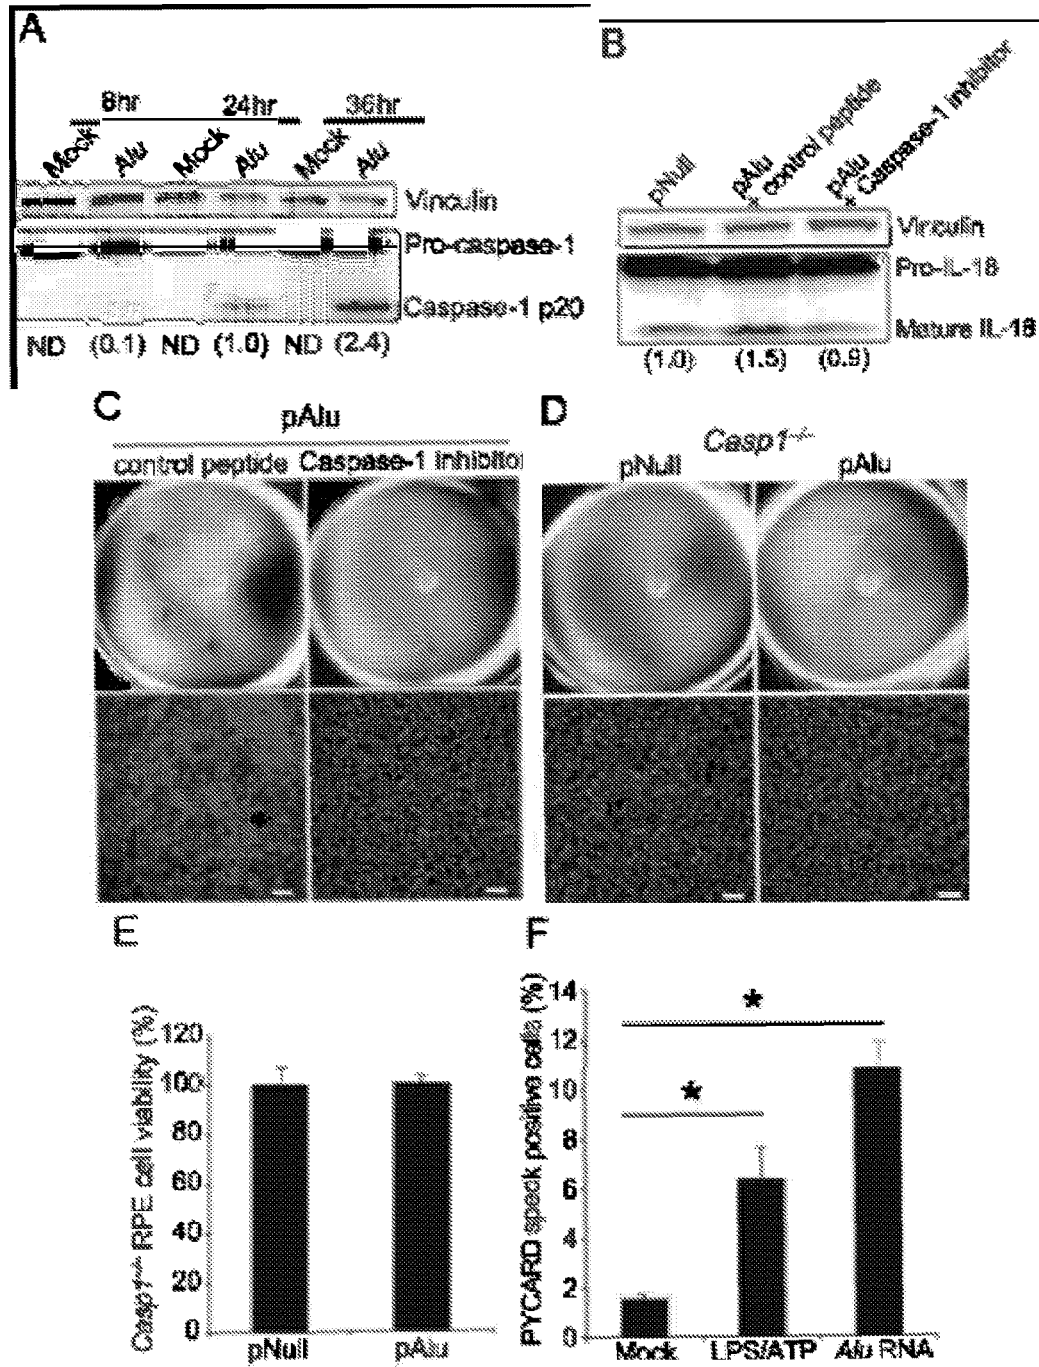 A
8hr 24hr 36hr
Mock Alu Mock Alu Mock Alu
Vinculin
Pro-caspase-1
Caspase-1 p20
ND (0.1) ND (1.0) ND (2.4)
B
pNull pAlu + control peptide pAlu + Caspase-1 inhibitor
Vinculin
Pro-IL-18
Mature IL-18
(1.0) (1.5) (0.9)
C
pAlu
control peptide Caspase-1 inhibitor
D
Casp1-/-
pNull pAlu
E
Casp1-/- RPE cell viability (%)
120
100
80
60
40
20
0
pNull pAlu
F
PYCARD speck positive cells (%)
14
12
10
8
6
4
2
0
*
*
Mock LPS/ATP Alu RNA